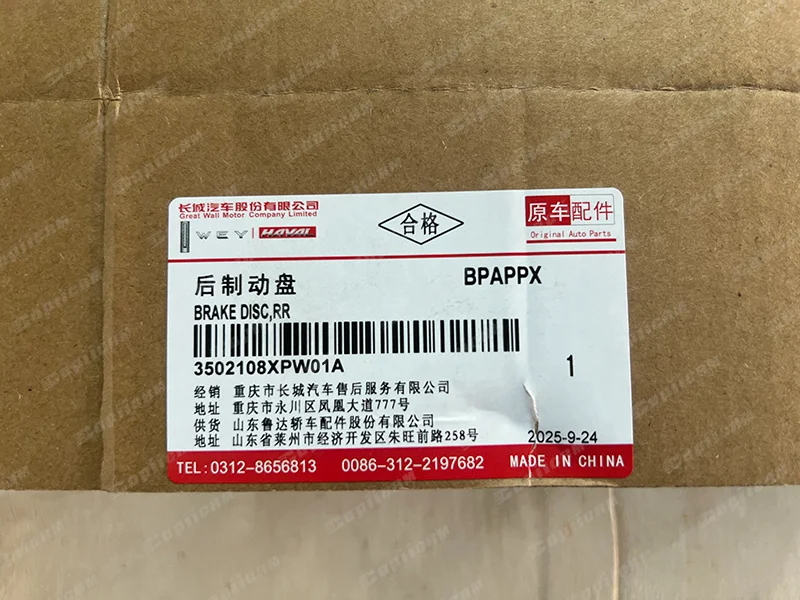 长城汽车股份有限公司
Great Wall Motor Company Limited
WEY HAVAL
合格
原车配件
Original Auto Parts
后制动盘
BPAPPX
BRAKE DISC,RR
3502108XPW01A
1
经销 重庆市长城汽车售后服务有限公司
地址 重庆市永川区凤凰大道777号
供货 山东鲁达轿车配件股份有限公司
地址 山东省莱州市经济开发区朱旺前路258号
2025-9-24
TEL:0312-8656813 0086-312-2197682 MADE IN CHINA